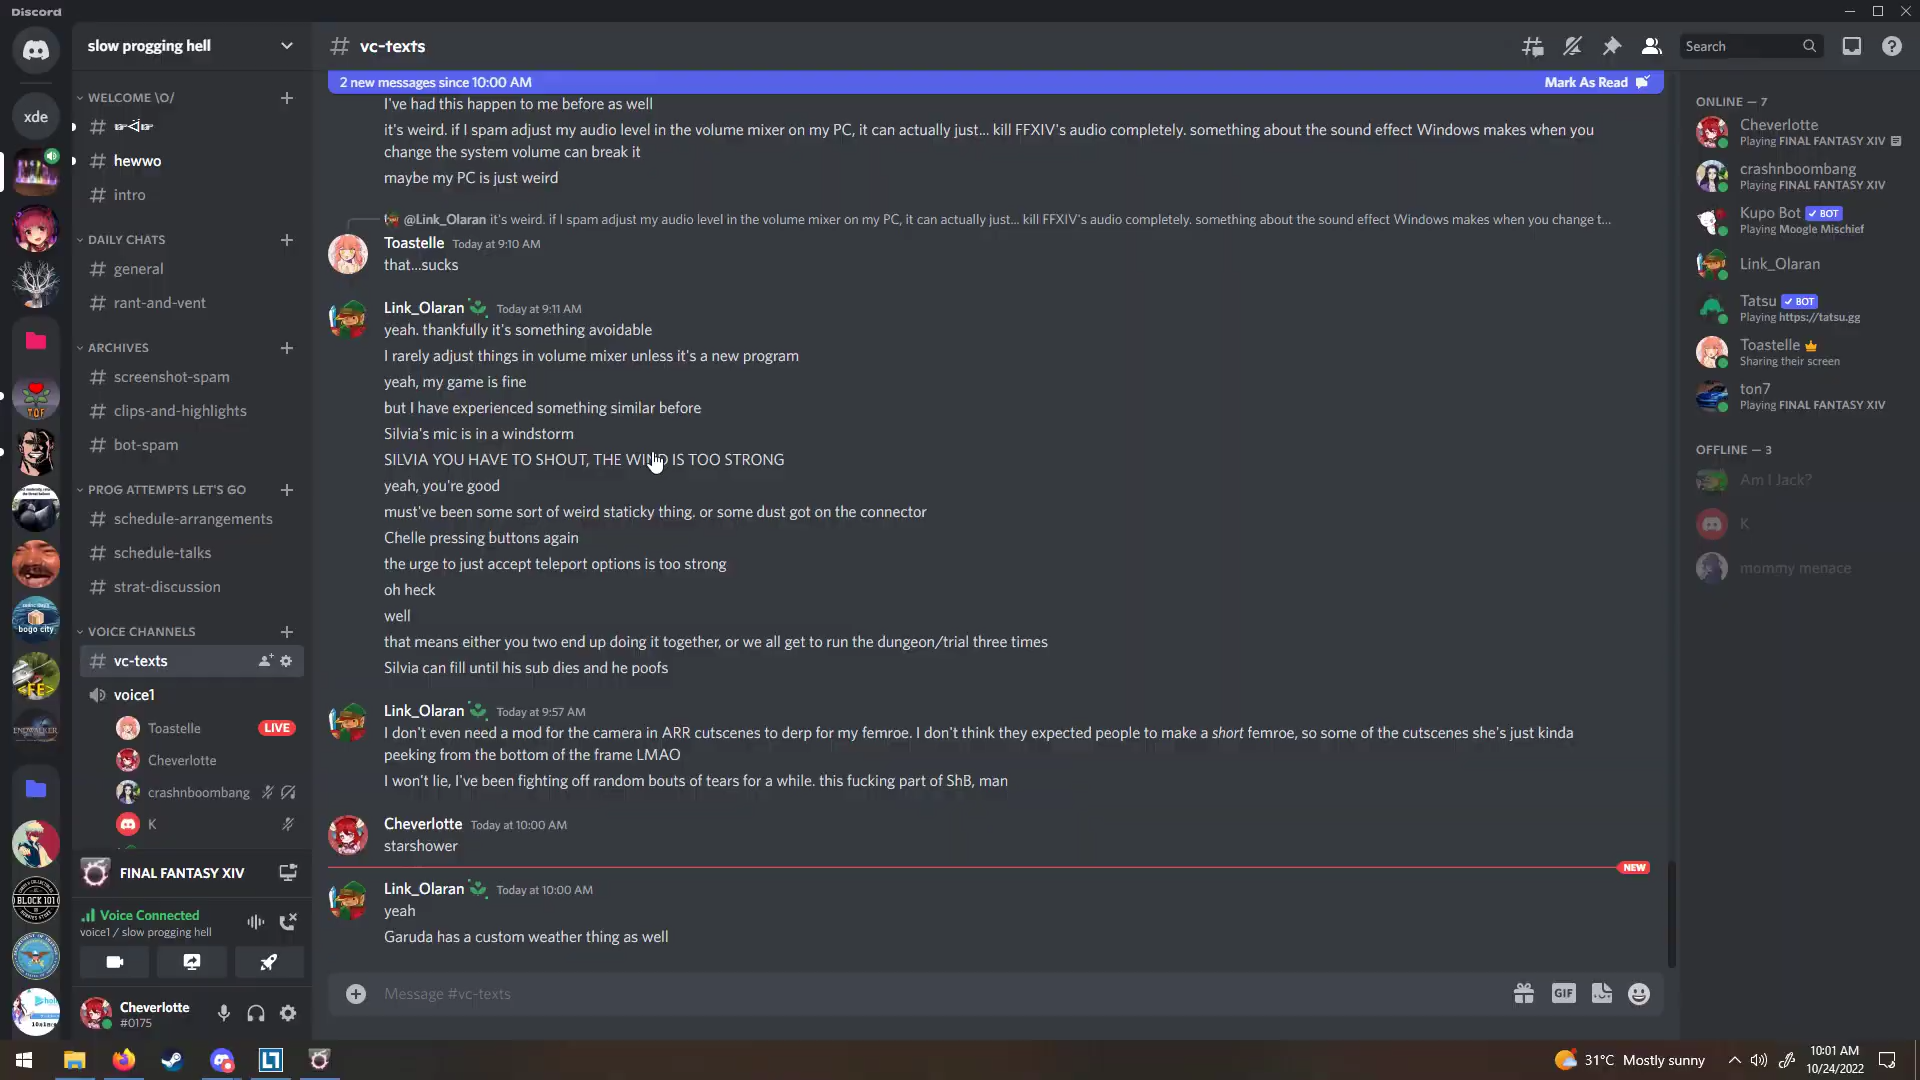 Discord
slow progging hell
vc-texts
Search
2 new messages since 10:00 AM
Mark As Read
xde
WELCOME \O/
hewwo
intro
DAILY CHATS
general
rant-and-vent
ARCHIVES
screenshot-spam
clips-and-highlights
bot-spam
PROG ATTEMPTS LET'S GO
schedule-arrangements
schedule-talks
strat-discussion
VOICE CHANNELS
vc-texts
voice1
Toastelle
LIVE
Cheverlotte
crashnboombang
K
FINAL FANTASY XIV
Voice Connected
voice1 / slow progging hell
Cheverlotte
#0175
TOF
bogo city
<FE>
ENDWALKER
BLOCK 101
I've had this happen to me before as well
it's weird. if I spam adjust my audio level in the volume mixer on my PC, it can actually just... kill FFXIV's audio completely. something about the sound effect Windows makes when you
change the system volume can break it
maybe my PC is just weird
@Link_Olaran it's weird. if I spam adjust my audio level in the volume mixer on my PC, it can actually just... kill FFXIV's audio completely. something about the sound effect Windows makes when you change t...
Toastelle Today at 9:10 AM
that...sucks
Link_Olaran Today at 9:11 AM
yeah. thankfully it's something avoidable
I rarely adjust things in volume mixer unless it's a new program
yeah, my game is fine
but I have experienced something similar before
Silvia's mic is in a windstorm
SILVIA YOU HAVE TO SHOUT, THE WIND IS TOO STRONG
yeah, you're good
must've been some sort of weird staticky thing. or some dust got on the connector
Chelle pressing buttons again
the urge to just accept teleport options is too strong
oh heck
well
that means either you two end up doing it together, or we all get to run the dungeon/trial three times
Silvia can fill until his sub dies and he poofs
Link_Olaran Today at 9:57 AM
I don't even need a mod for the camera in ARR cutscenes to derp for my femroe. I don't think they expected people to make a short femroe, so some of the cutscenes she's just kinda
peeking from the bottom of the frame LMAO
I won't lie, I've been fighting off random bouts of tears for a while. this fucking part of ShB, man
Cheverlotte Today at 10:00 AM
starshower
NEW
Link_Olaran Today at 10:00 AM
yeah
Garuda has a custom weather thing as well
Message #vc-texts
GIF
ONLINE — 7
Cheverlotte
Playing FINAL FANTASY XIV
crashnboombang
Playing FINAL FANTASY XIV
Kupo Bot BOT
Playing Moogle Mischief
Link_Olaran
Tatsu BOT
Playing https://tatsu.gg
Toastelle
Sharing their screen
ton7
Playing FINAL FANTASY XIV
OFFLINE — 3
Am I Jack?
K
mommy menace
31°C Mostly sunny
10:01 AM
10/24/2022